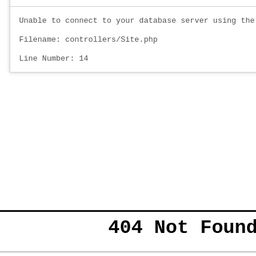 Unable to connect to your database server using the
Filename: controllers/Site.php
Line Number: 14
404 Not Found